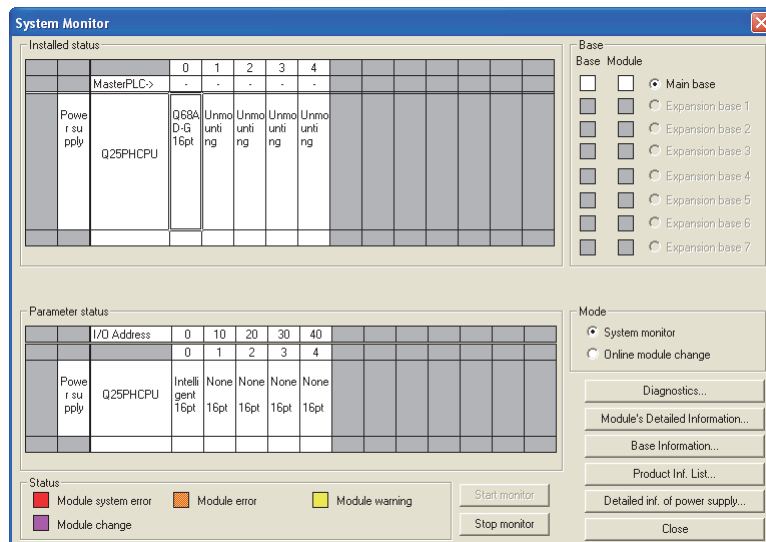 System Monitor
Installed status
0 1 2 3 4
MasterPLC-> - - - - -
Powe
r su
pply
Q25PHCPU
Q68A
D-G
16pt
Unmo
unti
ng
Unmo
unti
ng
Unmo
unti
ng
Unmo
unti
ng
Base
Base Module
Main base
Expansion base 1
Expansion base 2
Expansion base 3
Expansion base 4
Expansion base 5
Expansion base 6
Expansion base 7
Parameter status
I/O Address 0 10 20 30 40
0 1 2 3 4
Powe
r su
pply
Q25PHCPU
Intelli
gent
16pt
None
16pt
None
16pt
None
16pt
None
16pt
Mode
System monitor
Online module change
Diagnostics...
Module's Detailed Information...
Base Information...
Product Inf. List...
Detailed inf. of power supply...
Close
Status
Module system error
Module error
Module warning
Module change
Start monitor
Stop monitor